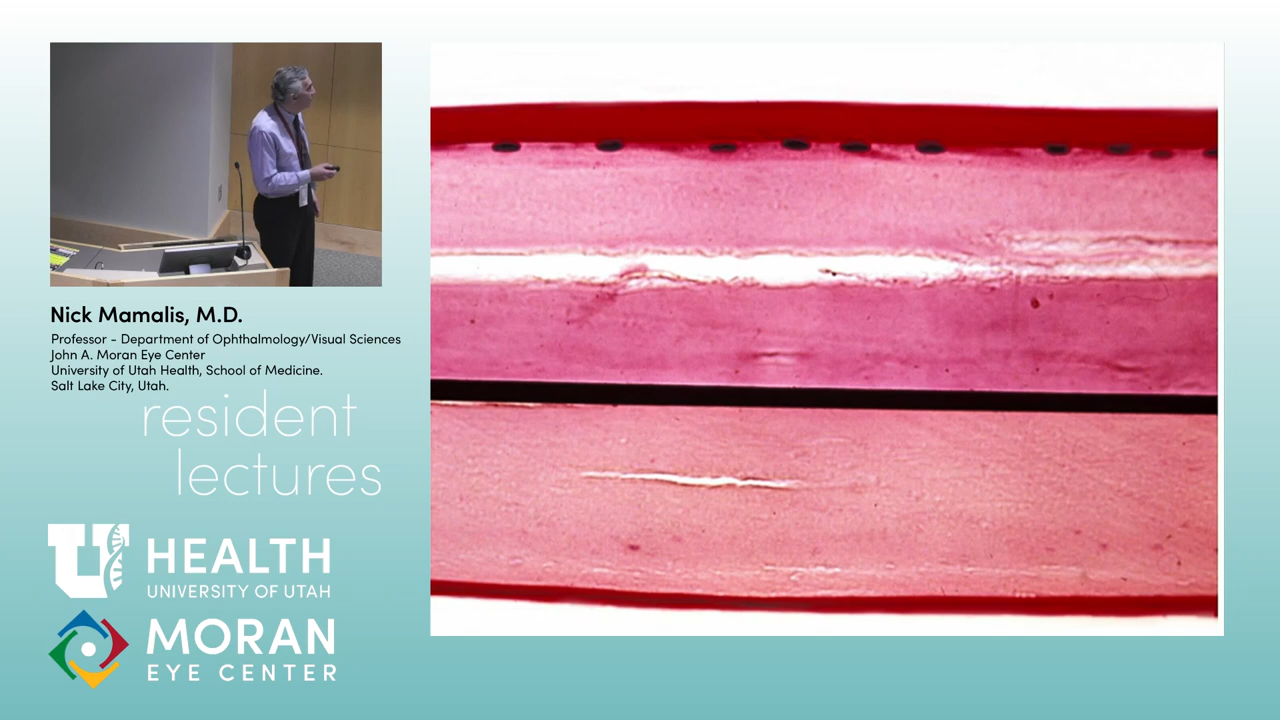 Nick Mamalis, M.D.
Professor - Department of Ophthalmology/Visual Sciences
John A. Moran Eye Center
University of Utah Health, School of Medicine.
Salt Lake City, Utah.
resident
lectures
U HEALTH
UNIVERSITY OF UTAH
MORAN
EYE CENTER